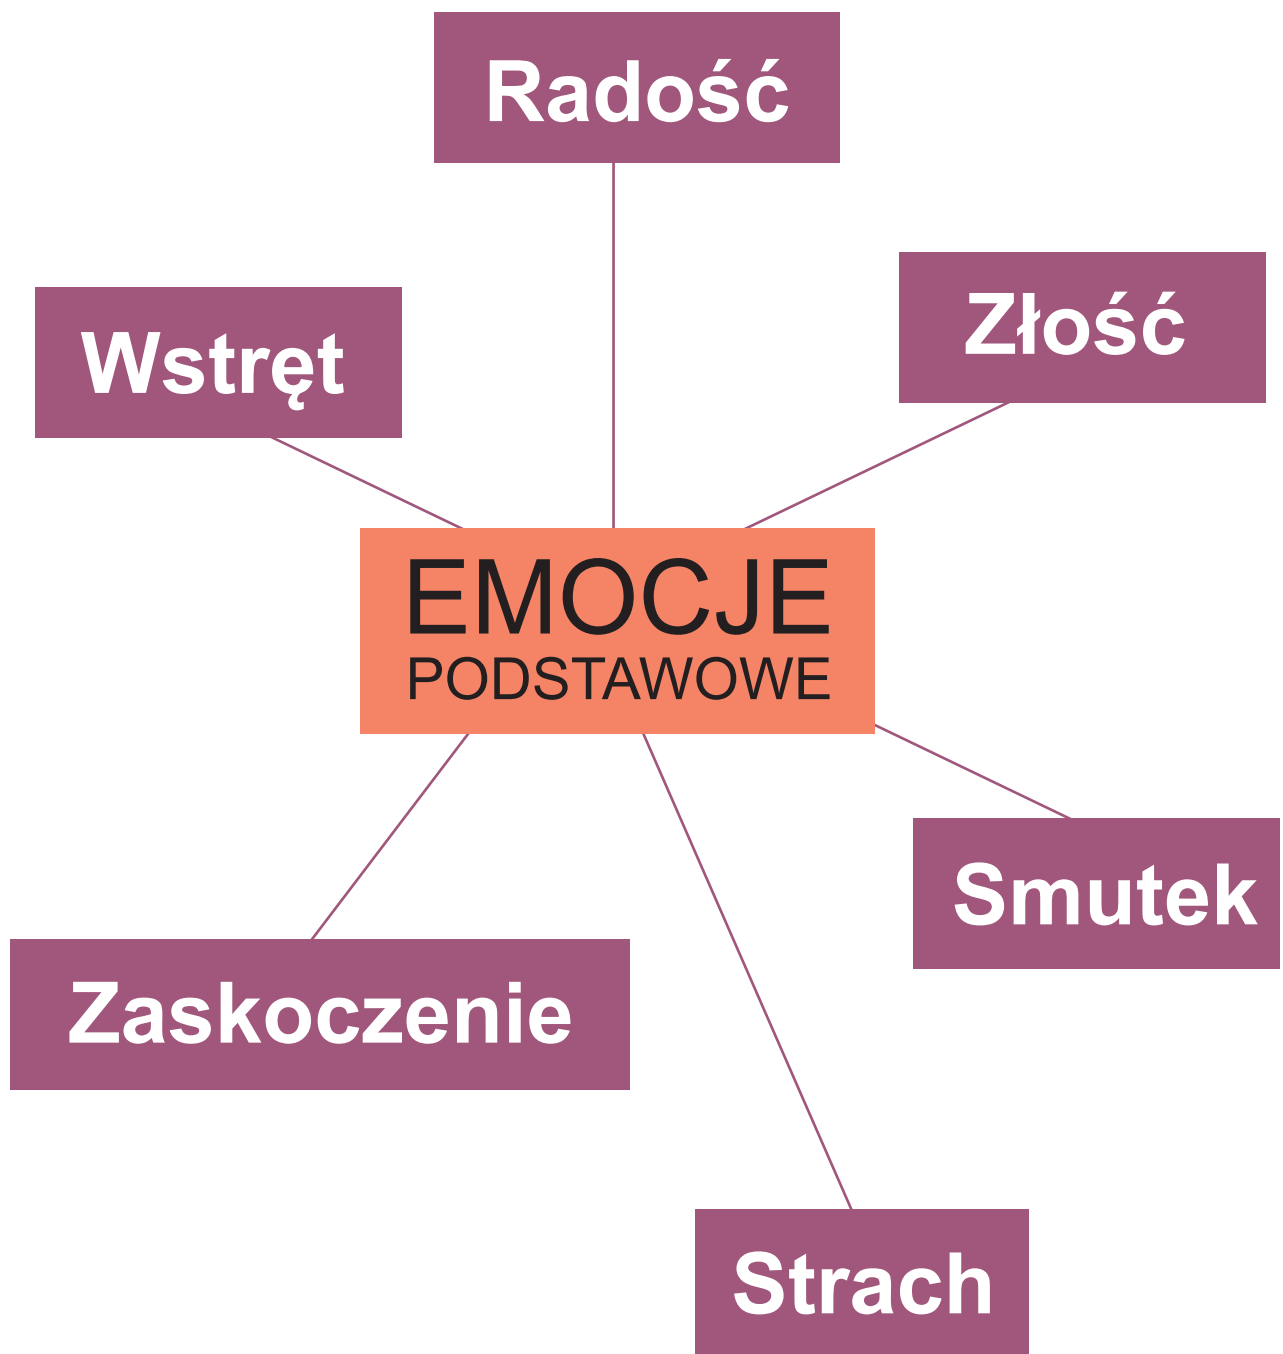 Radość
Złość
Wstręt
EMOCJE
PODSTAWOWE
Smutek
Zaskoczenie
Strach